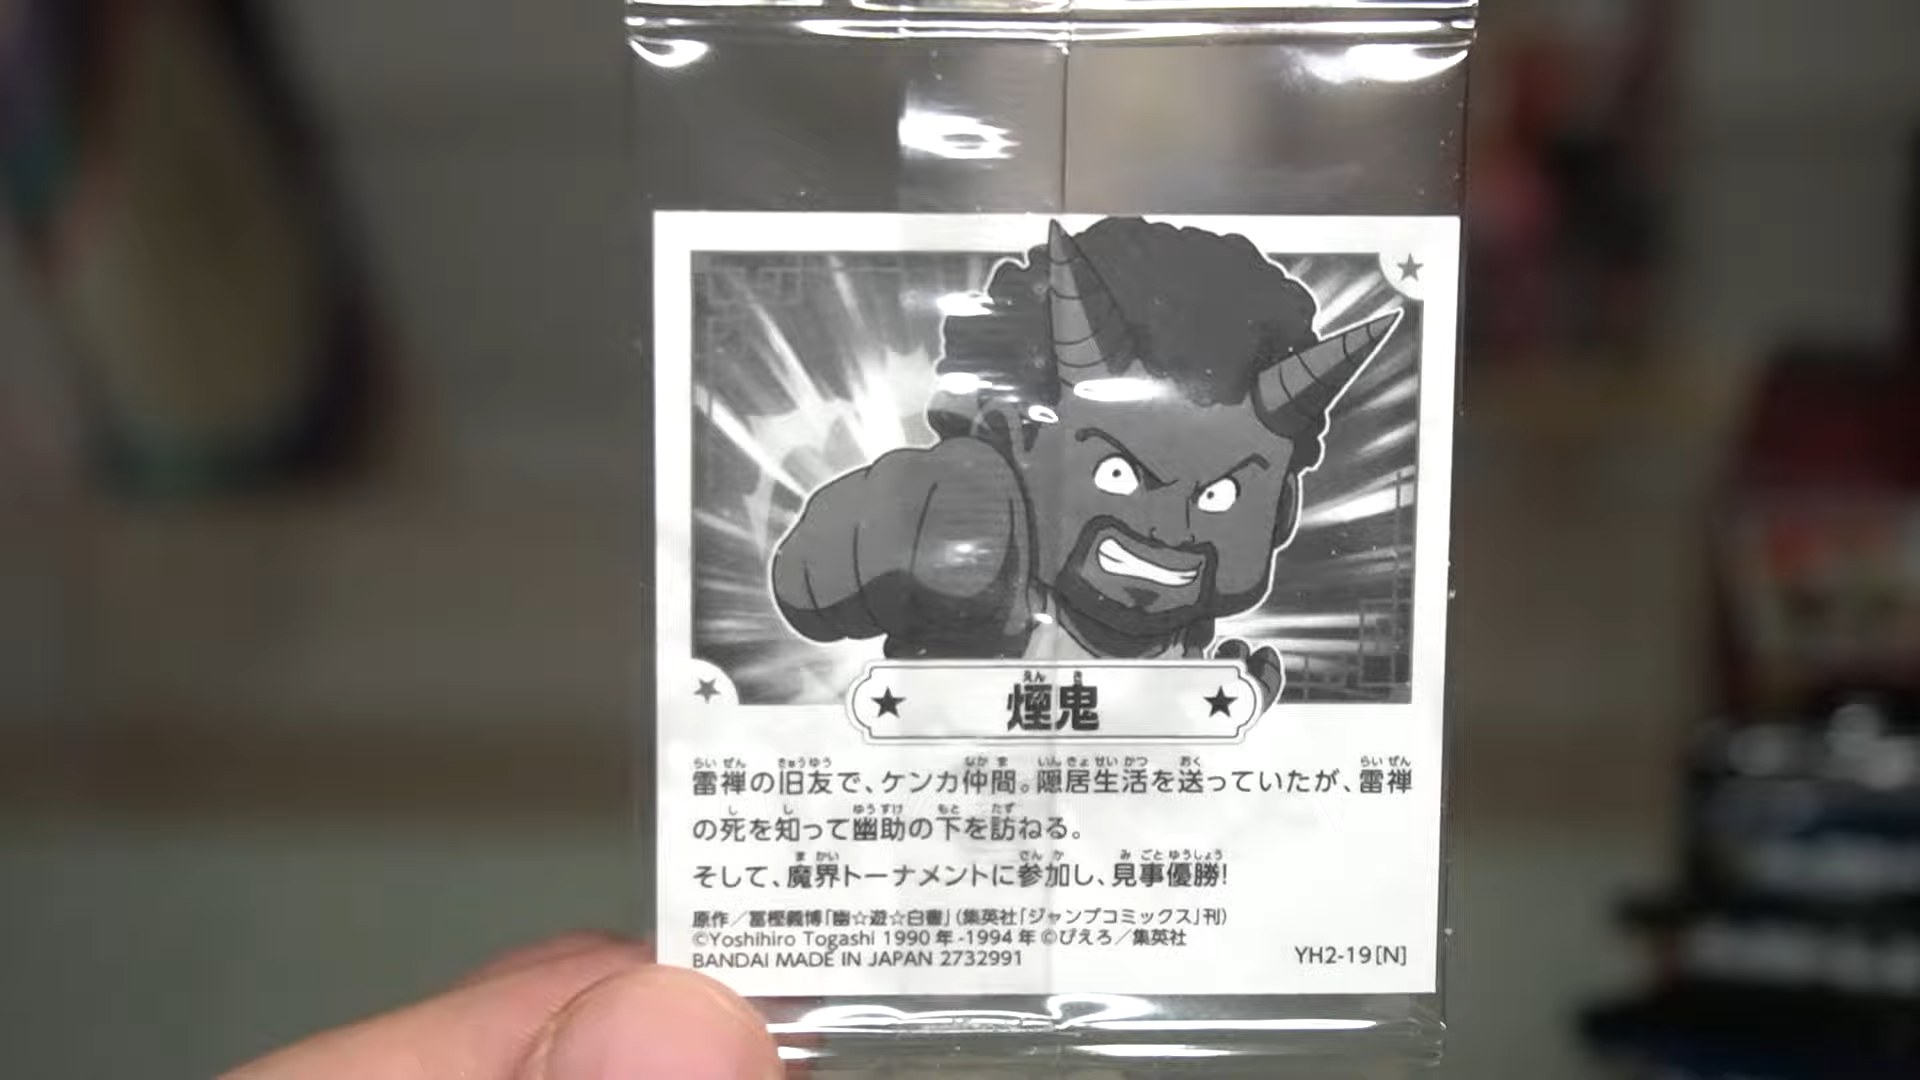 煙鬼
雷禅の旧友で、ケンカ仲間。隠居生活を送っていたが、雷禅
の死を知って幽助の下を訪ねる。
そして、魔界トーナメントに参加し、見事優勝!
原作/冨樫義博「幽☆遊☆白書」(集英社「ジャンプコミックス」刊)
©Yoshihiro Togashi 1990年-1994年 ©ぴえろ/集英社
BANDAI MADE IN JAPAN 2732991
YH2-19[N]